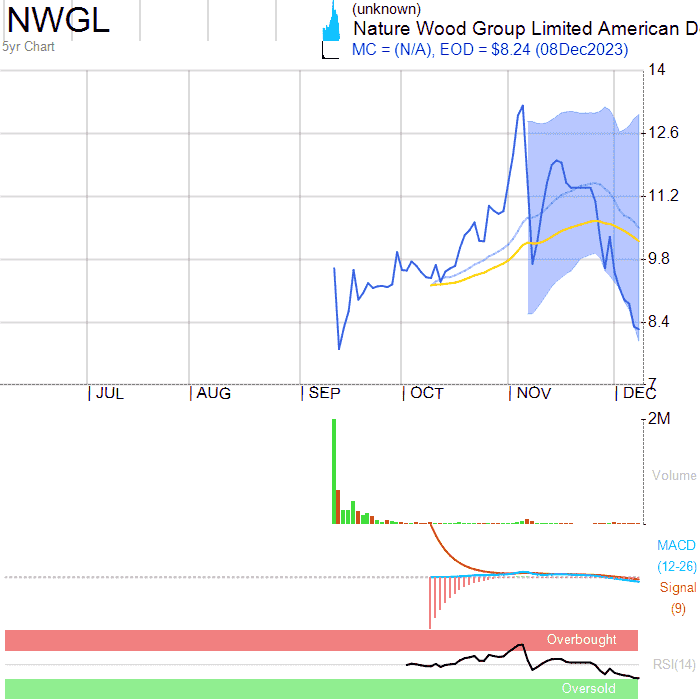 NWGL
5yr Chart
(unknown)
Nature Wood Group Limited American D
MC = (N/A), EOD = $8.24 (08Dec2023)
14
12.6
11.2
9.8
8.4
7
JUL
AUG
SEP
OCT
NOV
DEC
2M
Volume
MACD
(12-26)
Signal
(9)
Overbought
RSI(14)
Oversold